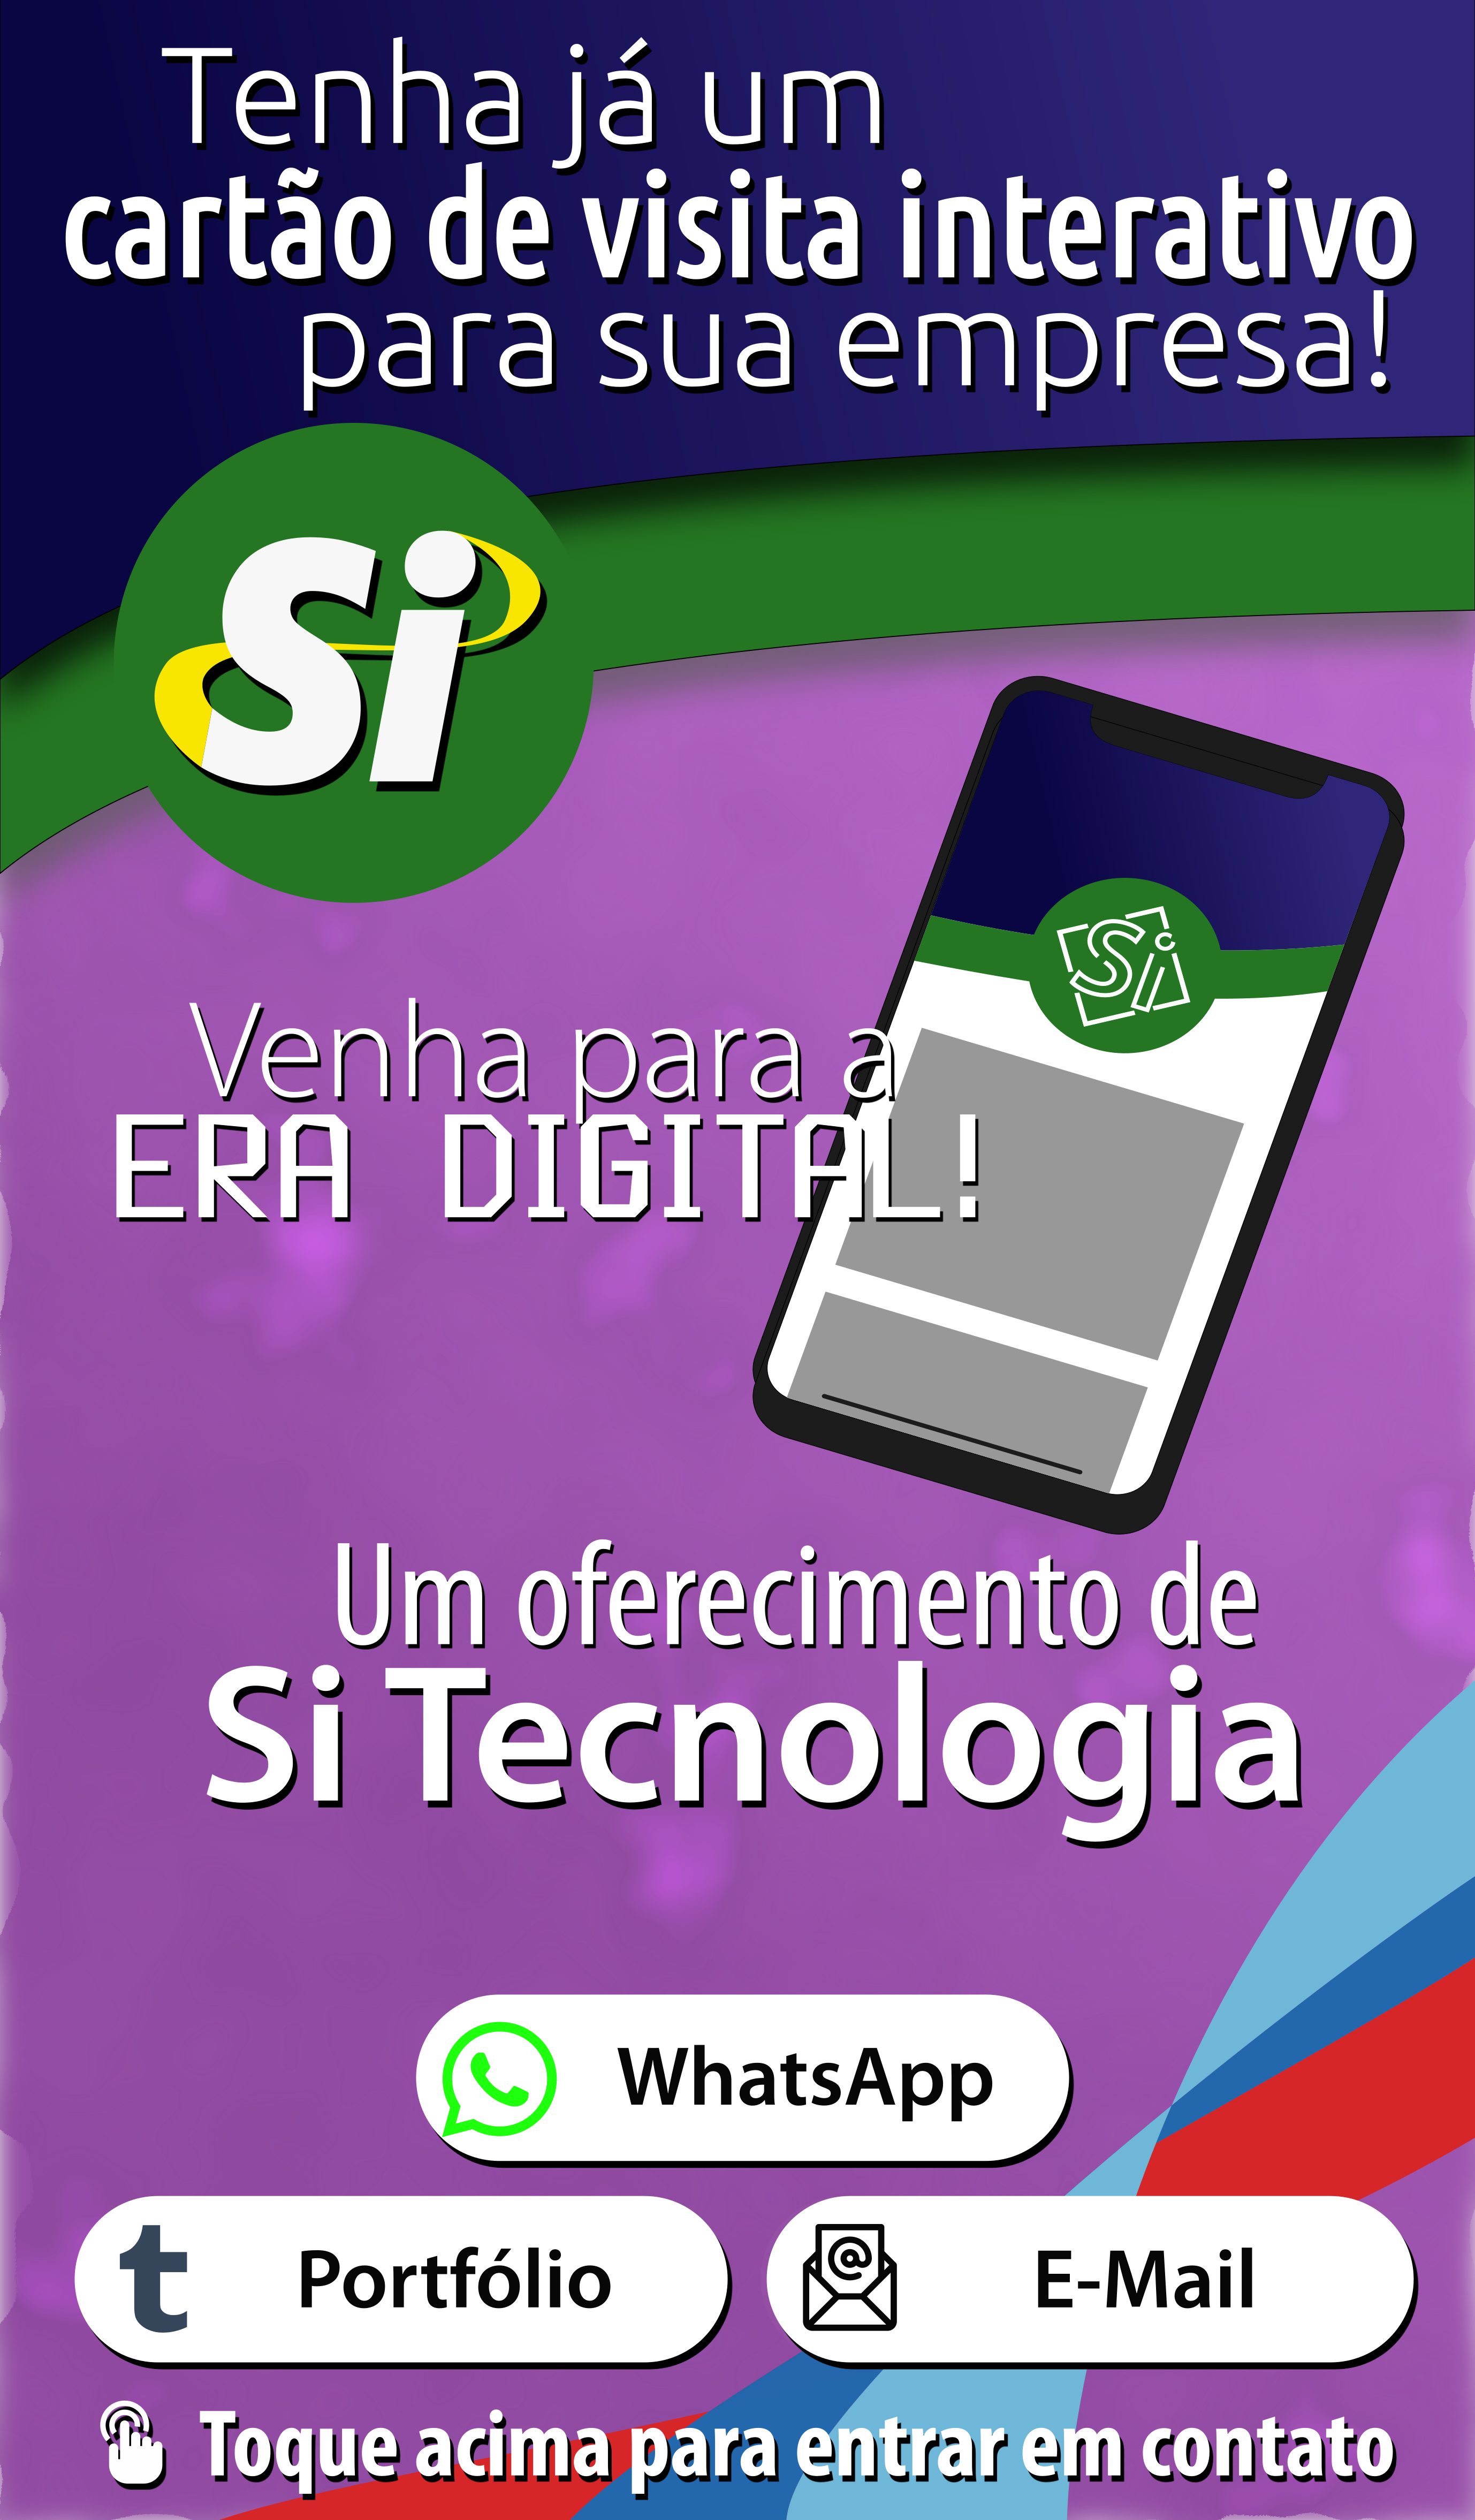 Tenha já um
cartão de visita interativo
para sua empresa!
Si
Si
Venha para a
ERA DIGITAL!
Um oferecimento de
Si Tecnologia
WhatsApp
t Portfólio
E-Mail
Toque acima para entrar em contato